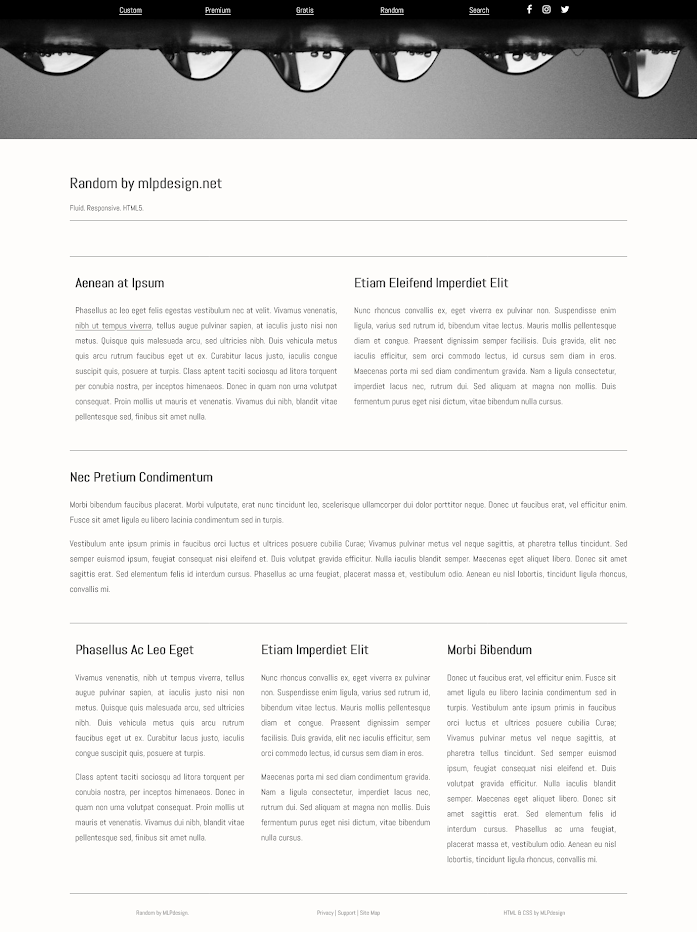 Custom Premium Gratis Random Search
Random by mlpdesign.net
Fluid. Responsive. HTML5.
Aenean at Ipsum
Phasellus ac leo eget felis egestas vestibulum nec at velit. Vivamus venenatis,
nibh ut tempus viverra, tellus augue pulvinar sapien, at iaculis justo nisi non
metus. Quisque quis malesuada arcu, sed ultricies nibh. Duis vehicula metus
quis arcu rutrum faucibus eget ut ex. Curabitur lacus justo, iaculis congue
suscipit quis, posuere at turpis. Class aptent taciti sociosqu ad litora torquent
per conubia nostra, per inceptos himenaeos. Donec in quam non urna volutpat
consequat. Proin mollis ut mauris et venenatis. Vivamus dui nibh, blandit vitae
pellentesque sed, finibus sit amet nulla..
Etiam Eleifend Imperdiet Elit
Nunc rhoncus convallis ex, eget viverra ex pulvinar non. Suspendisse enim
ligula, varius sed rutrum id, bibendum vitae lectus. Mauris mollis pellentesque
diam et congue. Praesent dignissim semper facilisis. Duis gravida, elit nec
iaculis efficitur, sem orci commodo lectus, id cursus sem diam in eros.
Maecenas porta mi sed diam condimentum gravida. Nam a ligula consectetur,
imperdiet lacus nec, rutrum dui. Sed aliquam at magna non mollis. Duis
fermentum purus eget nisi dictum, vitae bibendum nulla cursus.
Nec Pretium Condimentum
Morbi bibendum faucibus placerat. Morbi vulputate, erat nunc tincidunt leo, scelerisque ullamcorper dui dolor porttitor neque. Donec ut faucibus erat, vel efficitur enim.
Fusce sit amet ligula eu libero lacinia condimentum sed in turpis.
Vestibulum ante ipsum primis in faucibus orci luctus et ultrices posuere cubilia Curae; Vivamus pulvinar metus vel neque sagittis, at pharetra tellus tincidunt. Sed
semper euismod ipsum, feugiat consequat nisi eleifend et. Duis volutpat gravida efficitur. Nulla iaculis blandit semper. Maecenas eget aliquet libero. Donec sit amet
sagittis erat. Sed elementum felis id interdum cursus. Phasellus ac urna feugiat, placerat massa et, vestibulum odio. Aenean eu nisl lobortis, tincidunt ligula rhoncus,
convallis mi.
Phasellus Ac Leo Eget
Vivamus venenatis, nibh ut tempus viverra, tellus
augue pulvinar sapien, at iaculis justo nisi non
metus. Quisque quis malesuada arcu, sed ultricies
nibh. Duis vehicula metus quis arcu rutrum
faucibus eget ut ex. Curabitur lacus justo, iaculis
congue suscipit quis, posuere at turpis.
Class aptent taciti sociosqu ad litora torquent per
conubia nostra, per inceptos himenaeos. Donec in
quam non urna volutpat consequat. Proin mollis ut
mauris et venenatis. Vivamus dui nibh, blandit vitae
pellentesque sed, finibus sit amet nulla.
Etiam Imperdiet Elit
Nunc rhoncus convallis ex, eget viverra ex pulvinar
non. Suspendisse enim ligula, varius sed rutrum id,
bibendum vitae lectus. Mauris mollis pellentesque
diam et congue. Praesent dignissim semper
facilisis. Duis gravida, elit nec iaculis efficitur, sem
orci commodo lectus, id cursus sem diam in eros.
Maecenas porta mi sed diam condimentum gravida.
Nam a ligula consectetur, imperdiet lacus nec,
rutrum dui. Sed aliquam at magna non mollis. Duis
fermentum purus eget nisi dictum, vitae bibendum
nulla cursus.
Morbi Bibendum
Donec ut faucibus erat, vel efficitur enim. Fusce sit
amet ligula eu libero lacinia condimentum sed in
turpis. Vestibulum ante ipsum primis in faucibus
orci luctus et ultrices posuere cubilia Curae;
Vivamus pulvinar metus vel neque sagittis, at
pharetra tellus tincidunt. Sed semper euismod
ipsum, feugiat consequat nisi eleifend et. Duis
volutpat gravida efficitur. Nulla iaculis blandit
semper. Maecenas eget aliquet libero. Donec sit
amet sagittis erat. Sed elementum felis id
interdum cursus. Phasellus ac urna feugiat,
placerat massa et, vestibulum odio. Aenean eu nisl
lobortis, tincidunt ligula rhoncus, convallis mi.
Random by MLPdesign. Privacy | Support | Site Map HTML & CSS by MLPdesign